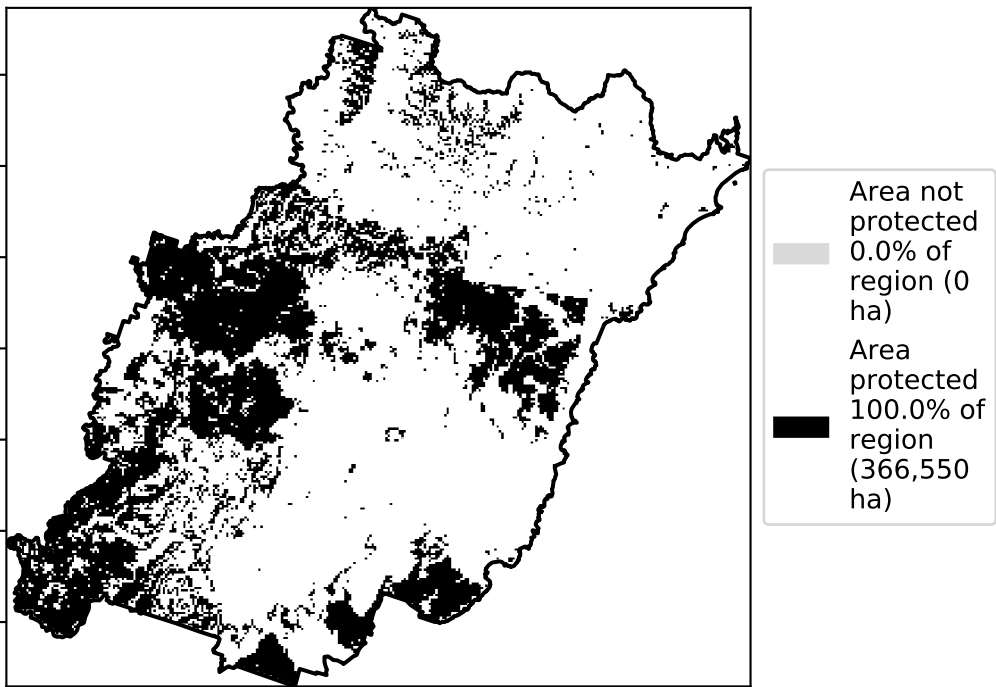 Area not
protected
0.0% of
region (0
ha)
Area
protected
100.0% of
region
(366,550
ha)